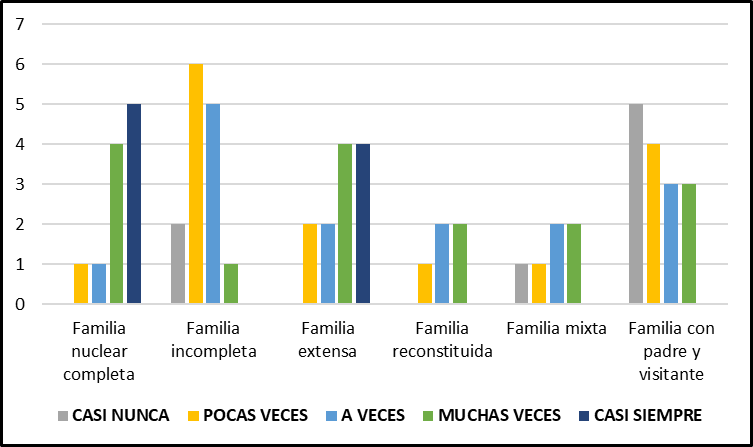 7
6
5
4
3
2
1
0
Familia nuclear completa
Familia incompleta
Familia extensa
Familia reconstituida
Familia mixta
Familia con padre y visitante
CASI NUNCA POCAS VECES A VECES MUCHAS VECES CASI SIEMPRE